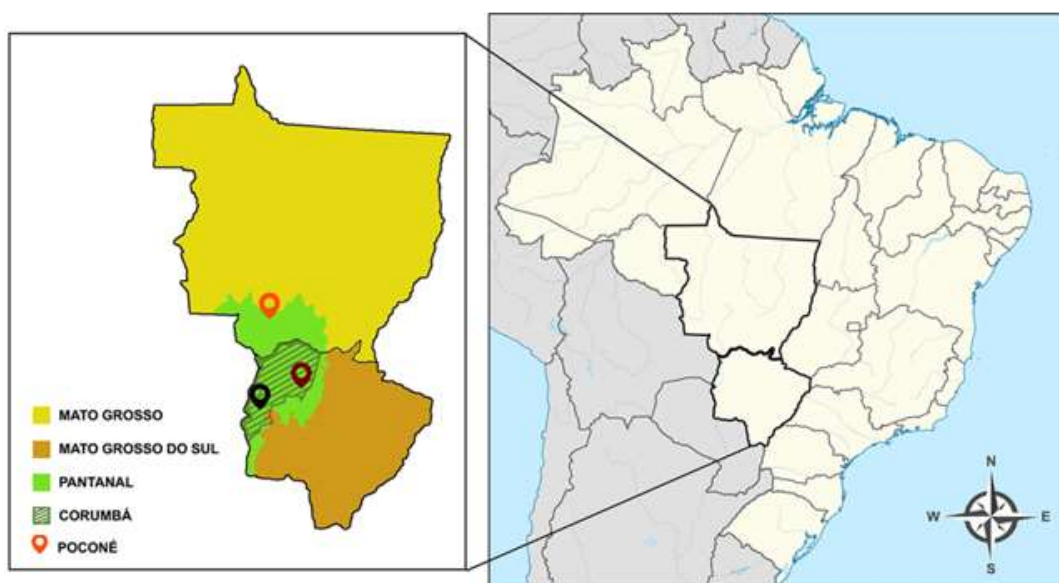 MATO GROSSO
MATO GROSSO DO SUL
PANTANAL
CORUMBÁ
POCONÉ
N
W E
S